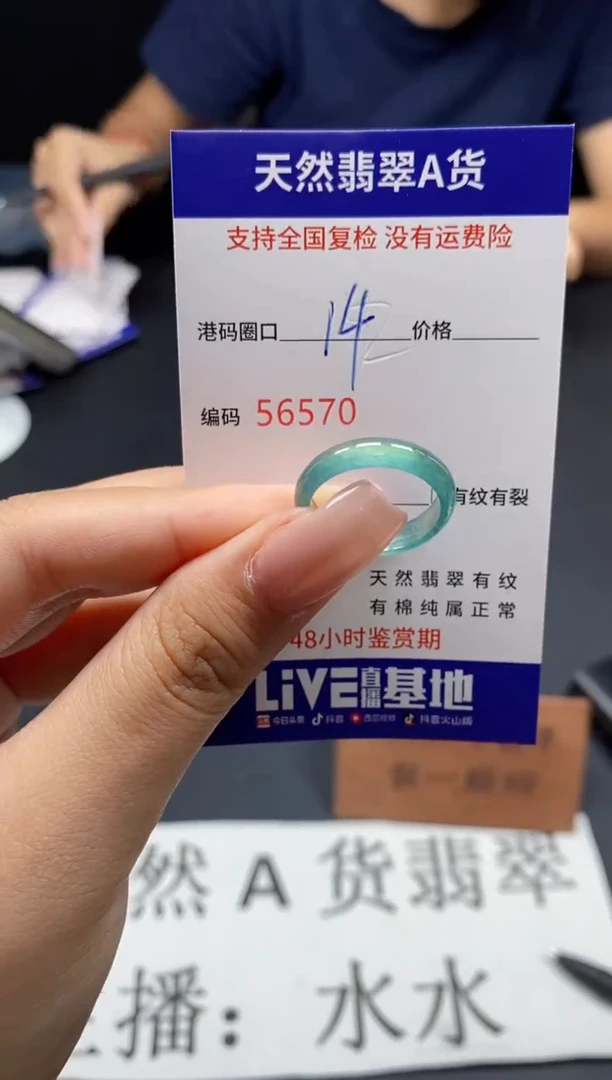 天然翡翠A货
支持全国复检 没有运费险
港码圈口 14 价格
编码 56570
有纹有裂
天然翡翠有纹
有棉纯属正常
48小时鉴赏期
LiVE直播基地
今日头条 抖音 西瓜视频 抖音火山版
然A货翡翠
播：水水